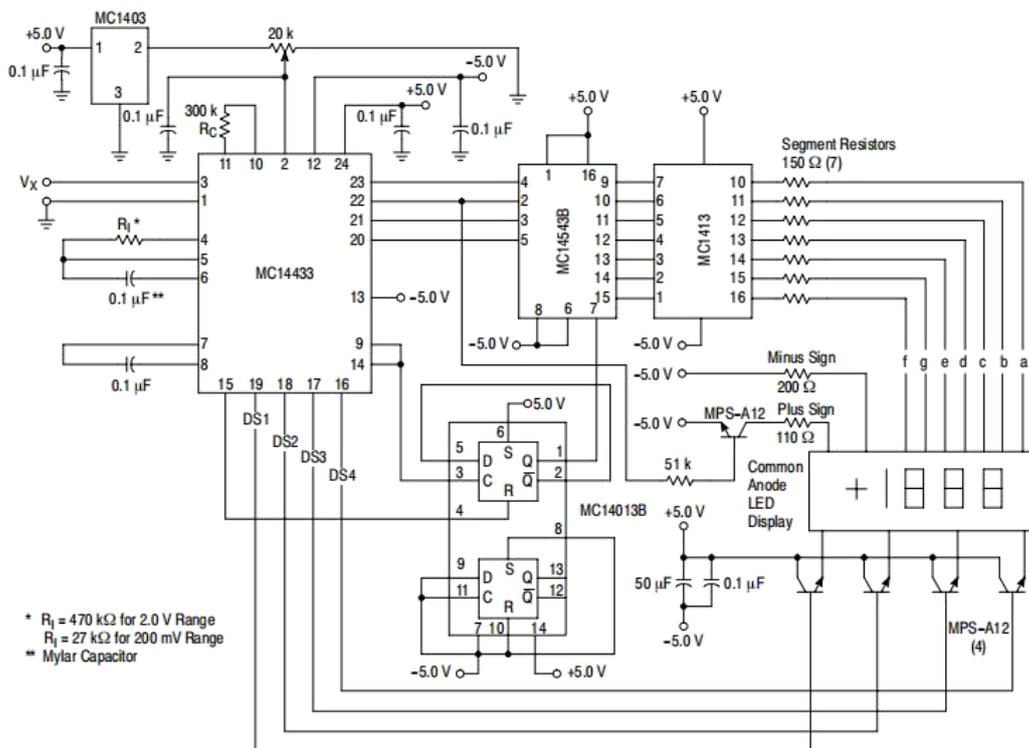 MC1403
+5.0 V
1
2
3
0.1 µF
20 k
-5.0 V
+5.0 V
0.1 µF
0.1 µF
0.1 µF
300 k
RC
11
10
2
12
24
VX
3
1
RI *
4
5
6
0.1 µF**
7
8
0.1 µF
MC14433
23
22
21
20
13
-5.0 V
9
14
15
19
18
17
16
DS1
DS2
DS3
DS4
+5.0 V
1
16
4
2
3
5
MC14543B
9
10
11
12
13
14
15
8
6
7
-5.0 V
+5.0 V
7
6
5
4
3
2
1
MC1413
10
11
12
13
14
15
16
-5.0 V
Segment Resistors
150 Ω (7)
f
g
e
d
c
b
a
-5.0 V
Minus Sign
200 Ω
-5.0 V
MPS-A12
Plus Sign
110 Ω
51 k
Common
Anode
LED
Display
+5.0 V
50 µF
0.1 µF
-5.0 V
MPS-A12
(4)
5.0 V
6
5
D
S
Q
1
3
C
Q
2
R
4
MC14013B
8
9
D
S
Q
13
11
C
Q
12
R
7
10
14
-5.0 V
+5.0 V
* RI = 470 kΩ for 2.0 V Range
RI = 27 kΩ for 200 mV Range
** Mylar Capacitor